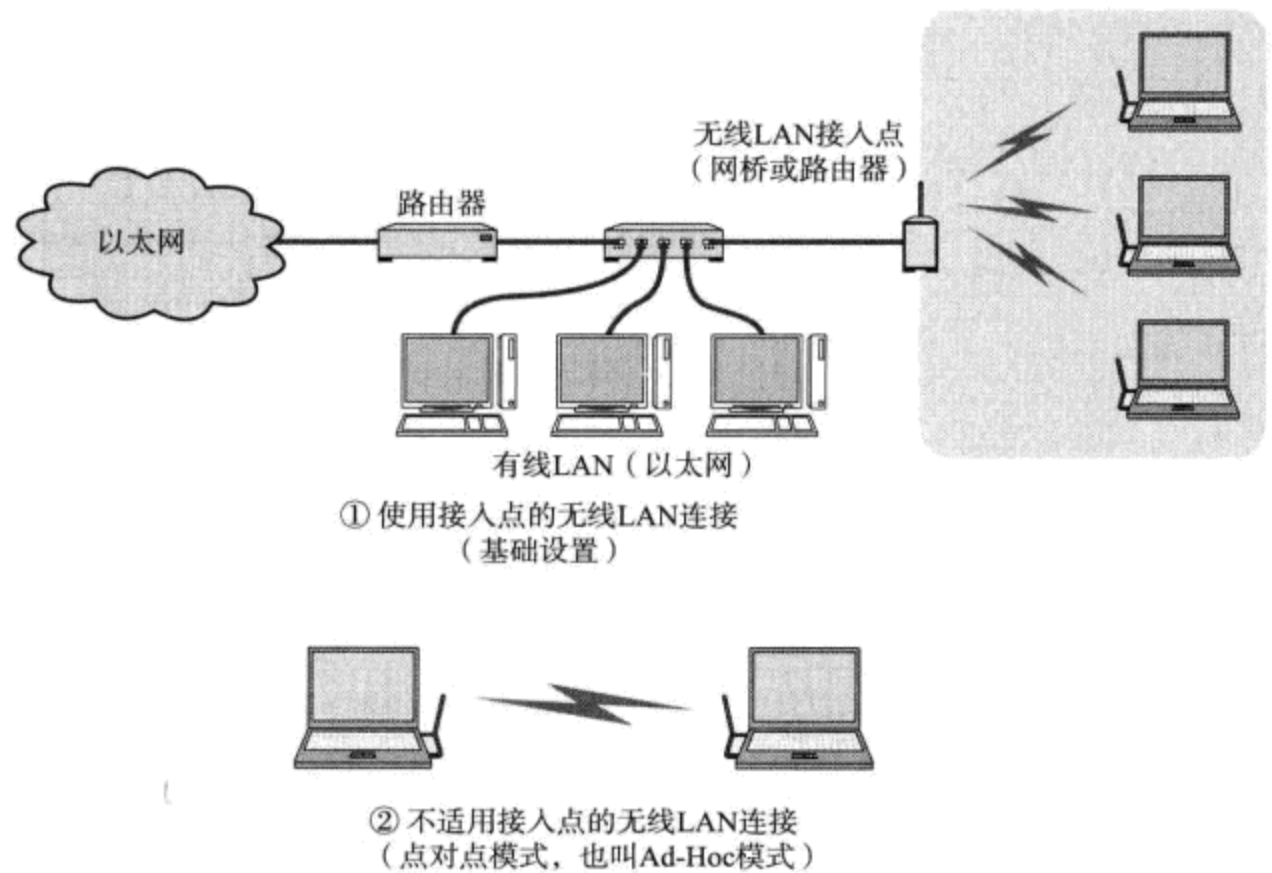 无线LAN接入点
（网桥或路由器）
路由器
以太网
有线LAN（以太网）
① 使用接入点的无线LAN连接
（基础设置）
② 不适用接入点的无线LAN连接
（点对点模式，也叫Ad-Hoc模式）